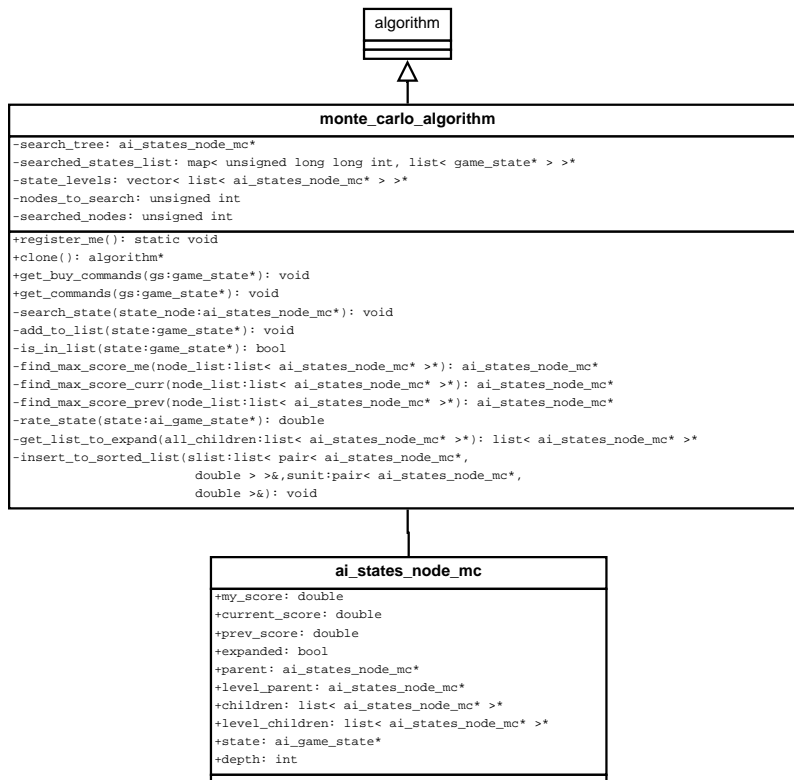 algorithm
monte_carlo_algorithm
-search_tree: ai_states_node_mc*
-searched_states_list: map< unsigned long long int, list< game_state* > >*
-state_levels: vector< list< ai_states_node_mc* > >*
-nodes_to_search: unsigned int
-searched_nodes: unsigned int
+register_me(): static void
+clone(): algorithm*
+get_buy_commands(gs:game_state*): void
+get_commands(gs:game_state*): void
-search_state(state_node:ai_states_node_mc*): void
-add_to_list(state:game_state*): void
-is_in_list(state:game_state*): bool
-find_max_score_me(node_list:list< ai_states_node_mc* >*): ai_states_node_mc*
-find_max_score_curr(node_list:list< ai_states_node_mc* >*): ai_states_node_mc*
-find_max_score_prev(node_list:list< ai_states_node_mc* >*): ai_states_node_mc*
-rate_state(state:ai_game_state*): double
-get_list_to_expand(all_children:list< ai_states_node_mc* >*): list< ai_states_node_mc* >*
-insert_to_sorted_list(slist:list< pair< ai_states_node_mc*,
double > >&,sunit:pair< ai_states_node_mc*,
double >&): void
ai_states_node_mc
+my_score: double
+current_score: double
+prev_score: double
+expanded: bool
+parent: ai_states_node_mc*
+level_parent: ai_states_node_mc*
+children: list< ai_states_node_mc* >*
+level_children: list< ai_states_node_mc* >*
+state: ai_game_state*
+depth: int